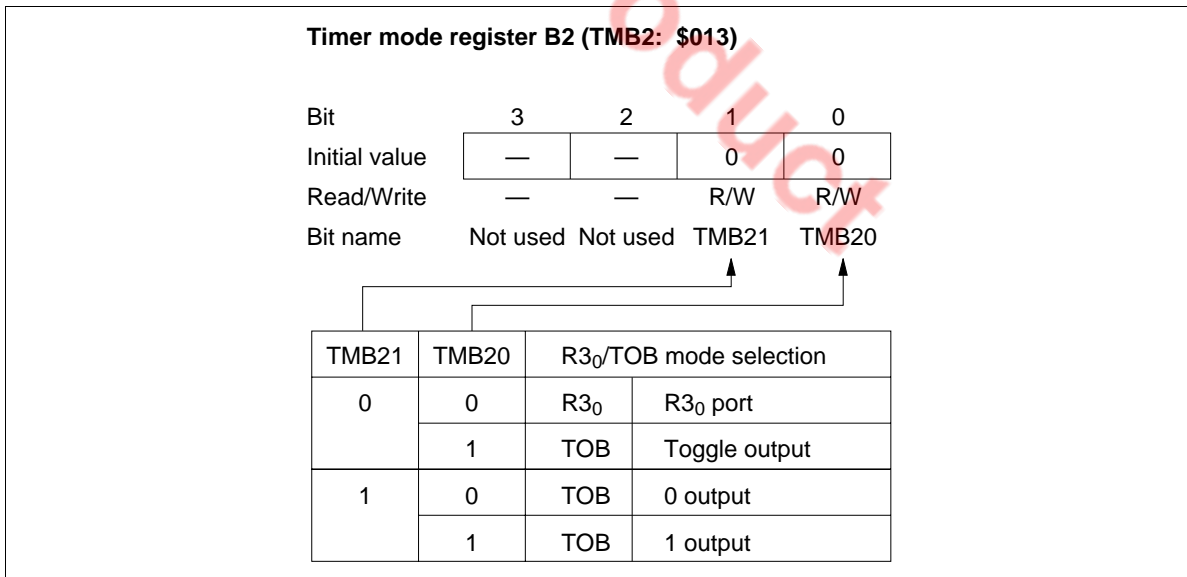 Timer mode register B2 (TMB2: $013)
Bit 3 2 1 0
Initial value — — 0 0
Read/Write — — R/W R/W
Bit name Not used Not used TMB21 TMB20
TMB21 TMB20 R3₀/TOB mode selection
0 0 R3₀ R3₀ port
1 TOB Toggle output
1 0 TOB 0 output
1 TOB 1 output